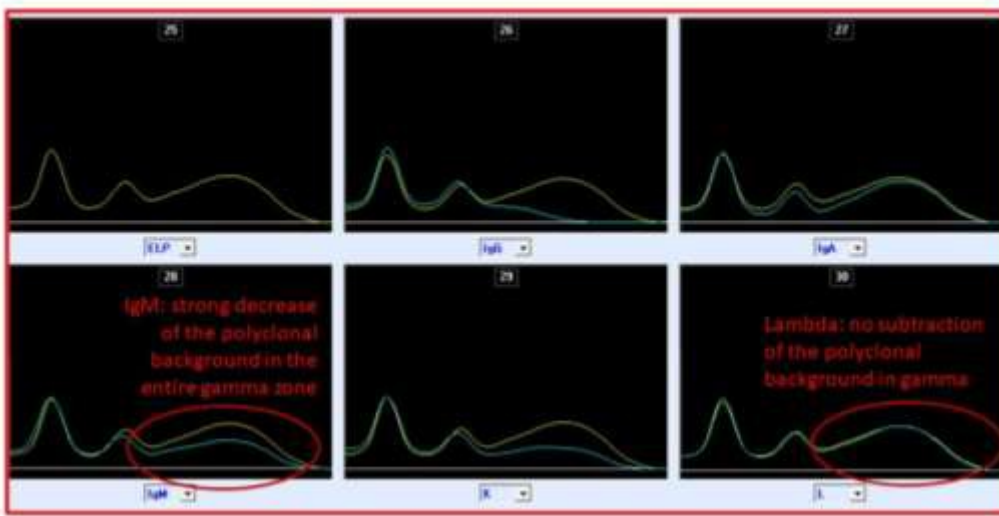 25
26
27
ELP
IgG
IgA
28
29
30
IgM: strong decrease
of the polyclonal
background in the
entire gamma zone
Lambda: no subtraction
of the polyclonal
background in gamma
IgM
K
L